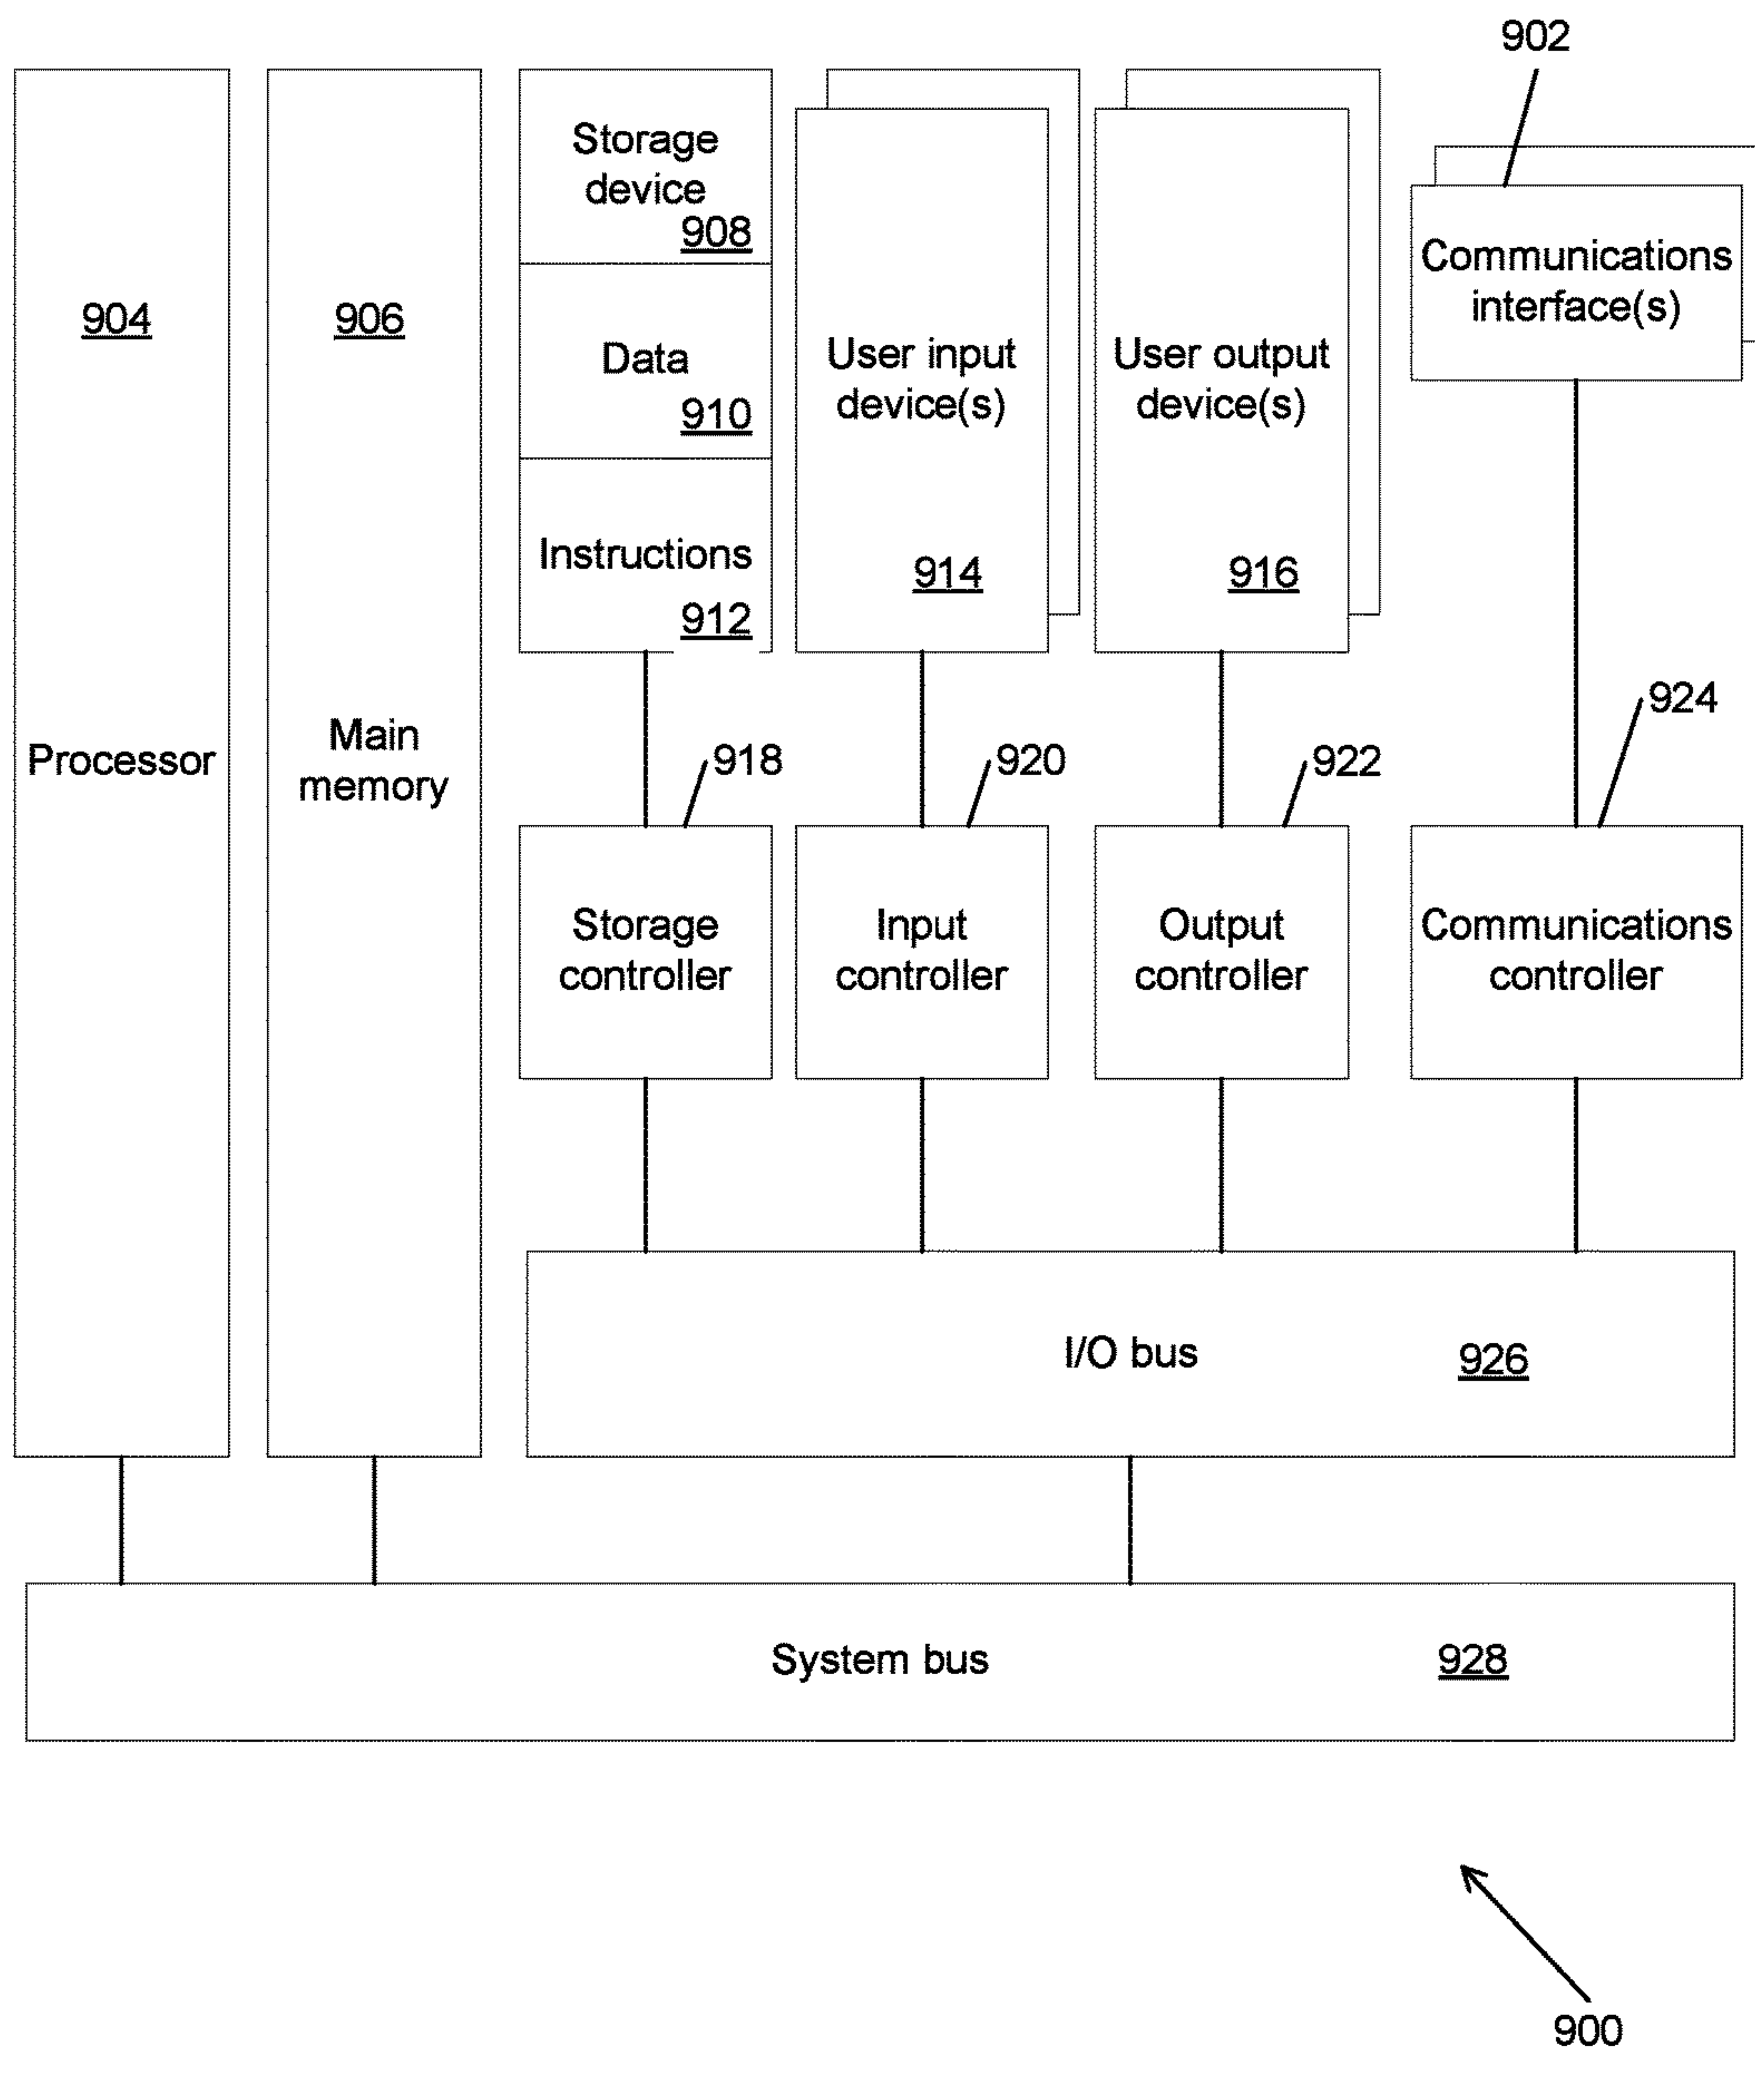 902
Storage
device
908
904
906
Data
910
User input
device(s)
User output
device(s)
Communications
interface(s)
Instructions
912
914
916
Processor
Main
memory
918
920
922
924
Storage
controller
Input
controller
Output
controller
Communications
controller
I/O bus
926
System bus
928
900